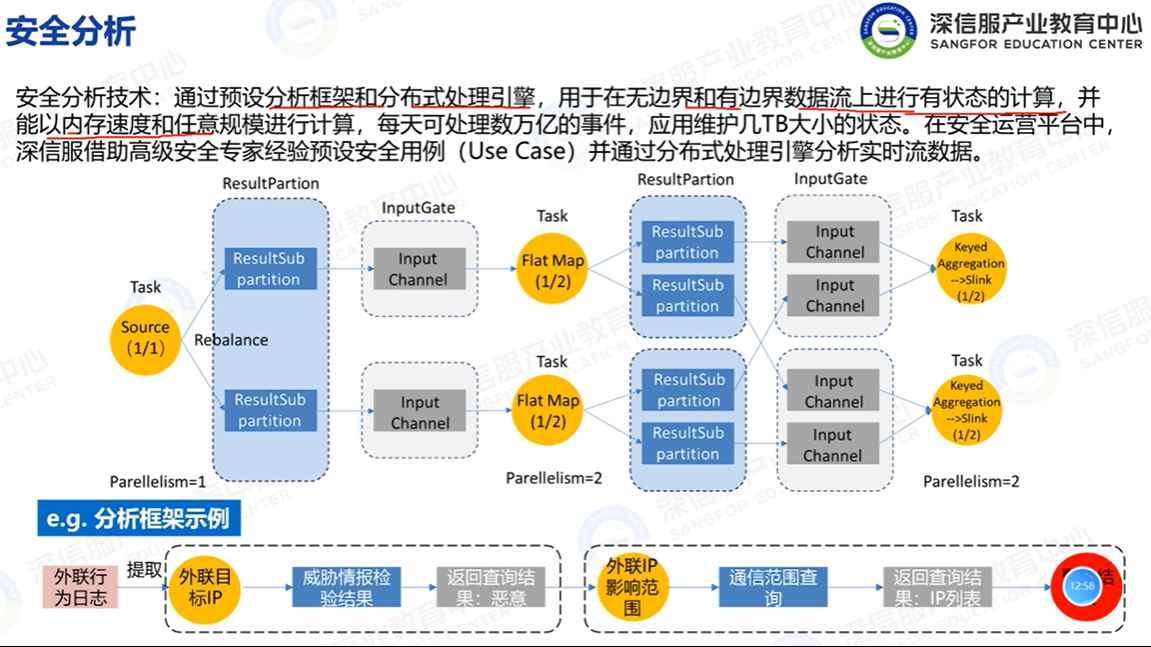 安全分析
深信服产业教育中心
SANGFOR EDUCATION CENTER
安全分析技术：通过预设分析框架和分布式处理引擎，用于在无边界和有边界数据流上进行有状态的计算，并
能以内存速度和任意规模进行计算，每天可处理数万亿的事件，应用维护几TB大小的状态。在安全运营平台中，
深信服借助高级安全专家经验预设安全用例（Use Case）并通过分布式处理引擎分析实时流数据。
ResultPartion
InputGate
Task
ResultPartion
InputGate
Task
ResultSub
partition
Input
Channel
Flat Map
(1/2)
ResultSub
partition
ResultSub
partition
Input
Channel
Input
Channel
Keyed
Aggregation
-->Slink
(1/2)
Task
Source
(1/1)
Rebalance
ResultSub
partition
Input
Channel
Task
Flat Map
(1/2)
ResultSub
partition
ResultSub
partition
Input
Channel
Input
Channel
Task
Keyed
Aggregation
-->Slink
(1/2)
Parellelism=1
Parellelism=2
Parellelism=2
e.g. 分析框架示例
外联行
为日志
提取
外联目
标IP
威胁情报检
验结果
返回查询结
果：恶意
外联IP
影响范
围
通信范围查
询
返回查询结
果：IP列表
结
12:58